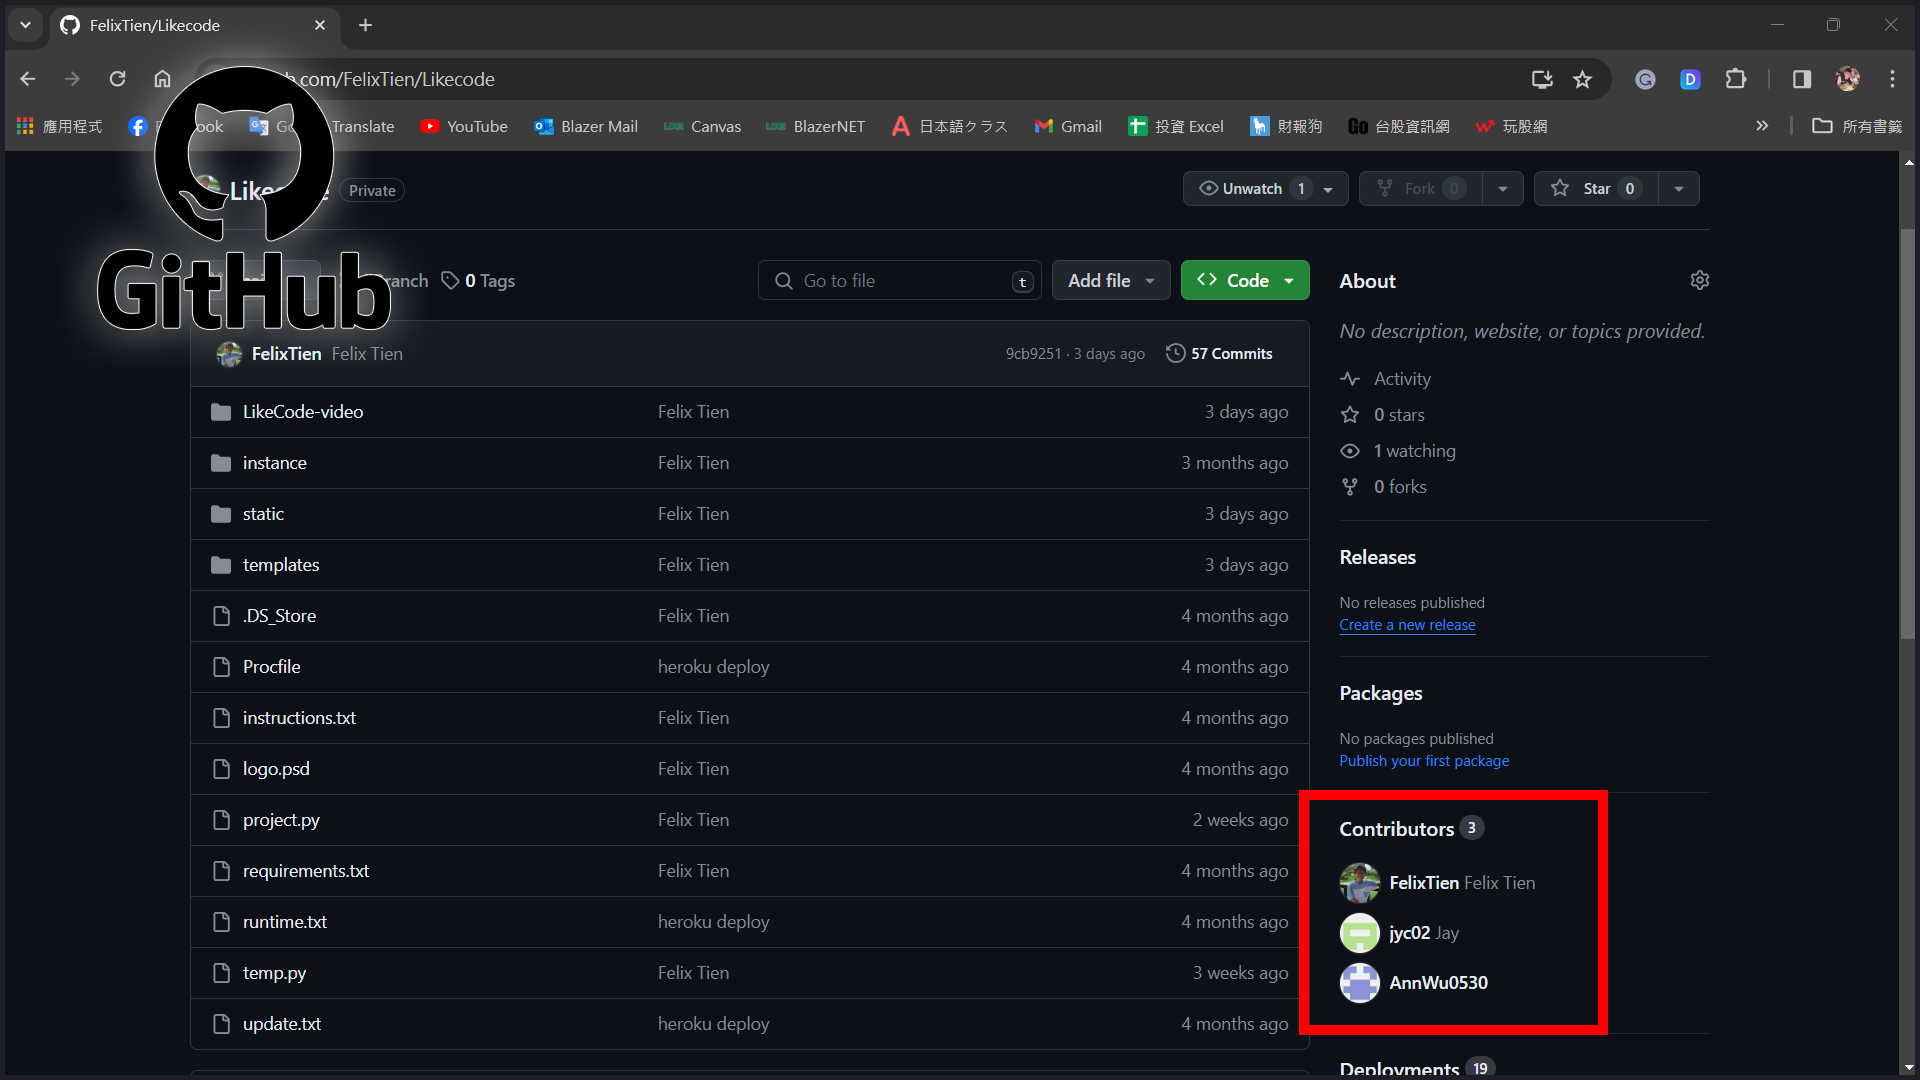 FelixTien/Likecode
b.com/FelixTien/Likecode
應用程式 ook Translate YouTube Blazer Mail Canvas BlazerNET 日本語クラス Gmail 投資 Excel 財報狗 Go 台股資訊網 玩股網 所有書籤
Likecode Private Unwatch 1 Fork 0 Star 0
GitHub
ranch 0 Tags Go to file t Add file Code
FelixTien Felix Tien 9cb9251 · 3 days ago 57 Commits
LikeCode-video Felix Tien 3 days ago
instance Felix Tien 3 months ago
static Felix Tien 3 days ago
templates Felix Tien 3 days ago
.DS_Store Felix Tien 4 months ago
Procfile heroku deploy 4 months ago
instructions.txt Felix Tien 4 months ago
logo.psd Felix Tien 4 months ago
project.py Felix Tien 2 weeks ago
requirements.txt Felix Tien 4 months ago
runtime.txt heroku deploy 4 months ago
temp.py Felix Tien 3 weeks ago
update.txt heroku deploy 4 months ago
About
No description, website, or topics provided.
Activity
0 stars
1 watching
0 forks
Releases
No releases published
Create a new release
Packages
No packages published
Publish your first package
Contributors 3
FelixTien Felix Tien
jyc02 Jay
AnnWu0530
Deployments 19